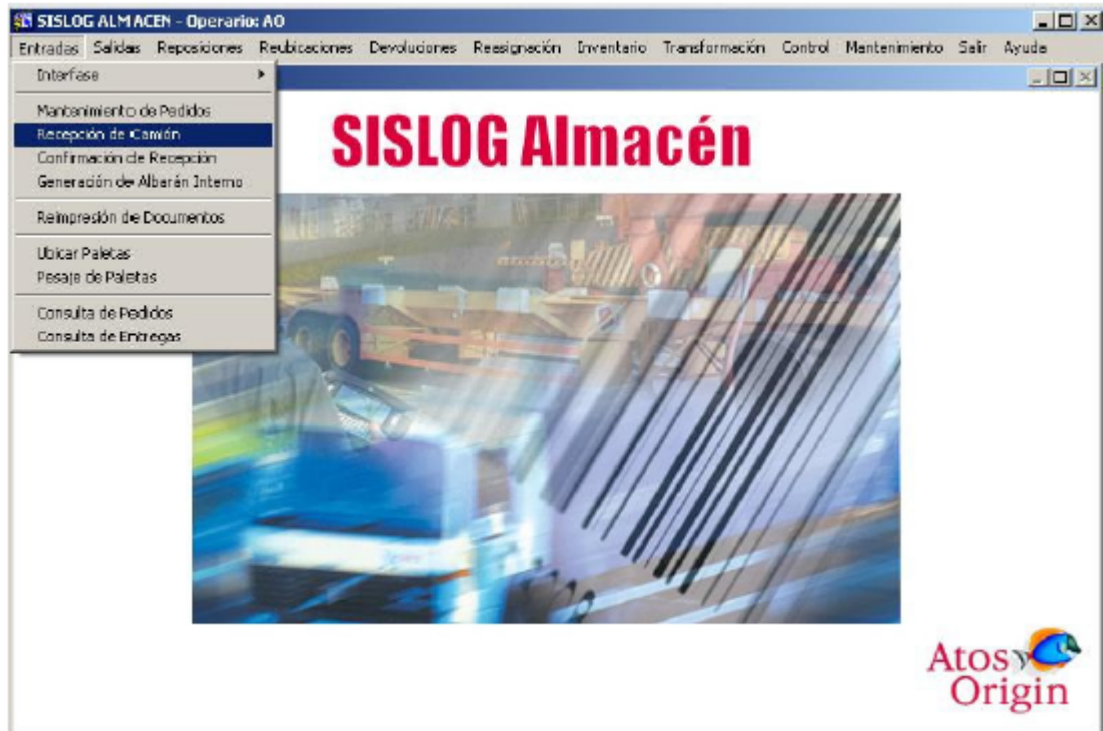 SISLOG ALMACEN - Operario: AO
Entradas Salidas Reposiciones Reubicaciones Devoluciones Reasignación Inventario Transformación Control Mantenimiento Salir Ayuda
Interfase
Mantenimiento de Pedidos
Recepción de Camión
Confirmación de Recepción
Generación de Albarán Interno
Reimpresión de Documentos
Ubicar Paletas
Pesaje de Paletas
Consulta de Pedidos
Consulta de Entregas
SISLOG Almacén
Atos
Origin